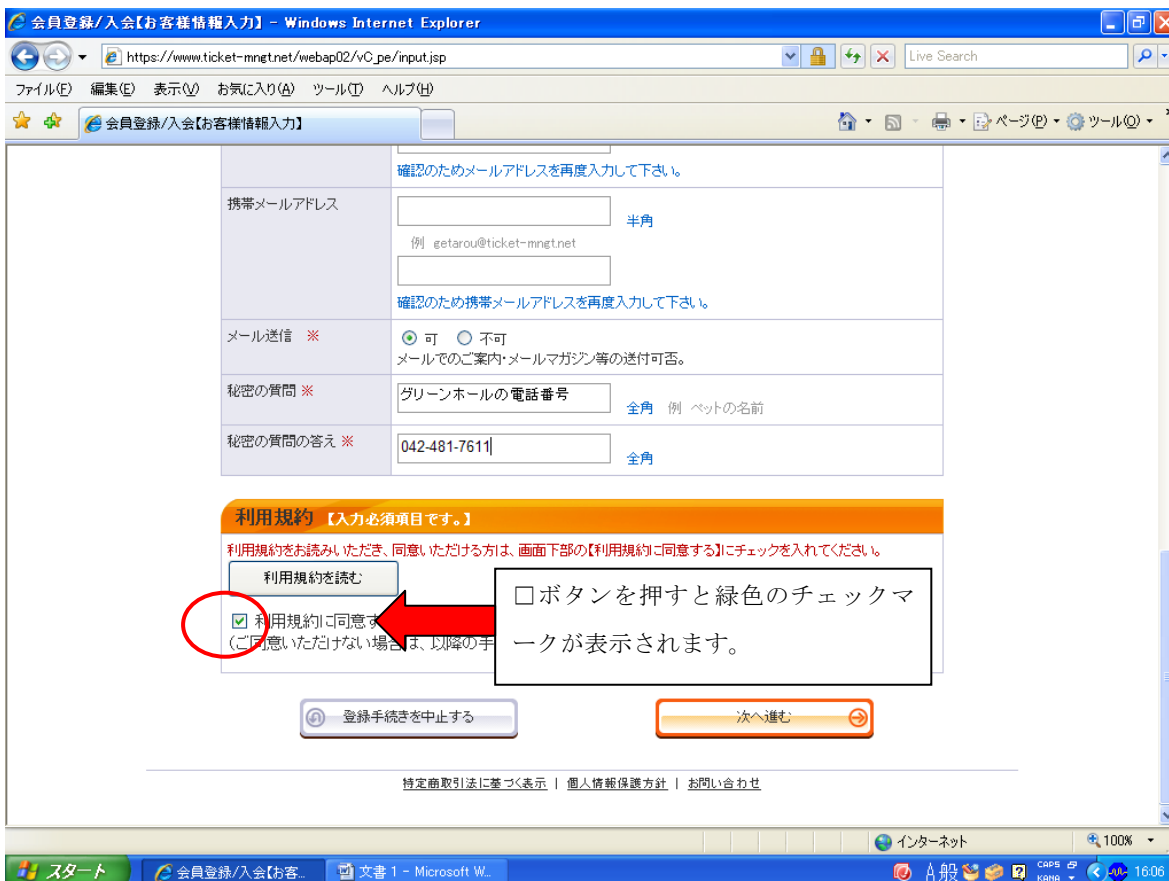 会員登録/入会【お客様情報入力】 - Windows Internet Explorer
https://www.ticket-mngt.net/webap02/vC_pe/input.jsp
Live Search
ファイル(F) 編集(E) 表示(V) お気に入り(A) ツール(T) ヘルプ(H)
会員登録/入会【お客様情報入力】
ページ(P) ツール(O)
確認のためメールアドレスを再度入力して下さい。
携帯メールアドレス
半角
例 getarou@ticket-mngt.net
確認のため携帯メールアドレスを再度入力して下さい。
メール送信 ※
可 不可
メールでのご案内・メールマガジン等の送付可否。
秘密の質問 ※
グリーンホールの電話番号
全角 例 ペットの名前
秘密の質問の答え ※
042-481-7611
全角
利用規約 【入力必須項目です。】
利用規約をお読みいただき、同意いただける方は、画面下部の【利用規約に同意する】にチェックを入れてください。
利用規約を読む
利用規約に同意す
(ご同意いただけない場合は、以降の手
□ボタンを押すと緑色のチェックマ
ークが表示されます。
登録手続きを中止する
次へ進む
特定商取引法に基づく表示 | 個人情報保護方針 | お問い合わせ
インターネット
100%
スタート
会員登録/入会【お客...
文書 1 - Microsoft W...
A 般
CAPS
KANA
16:06